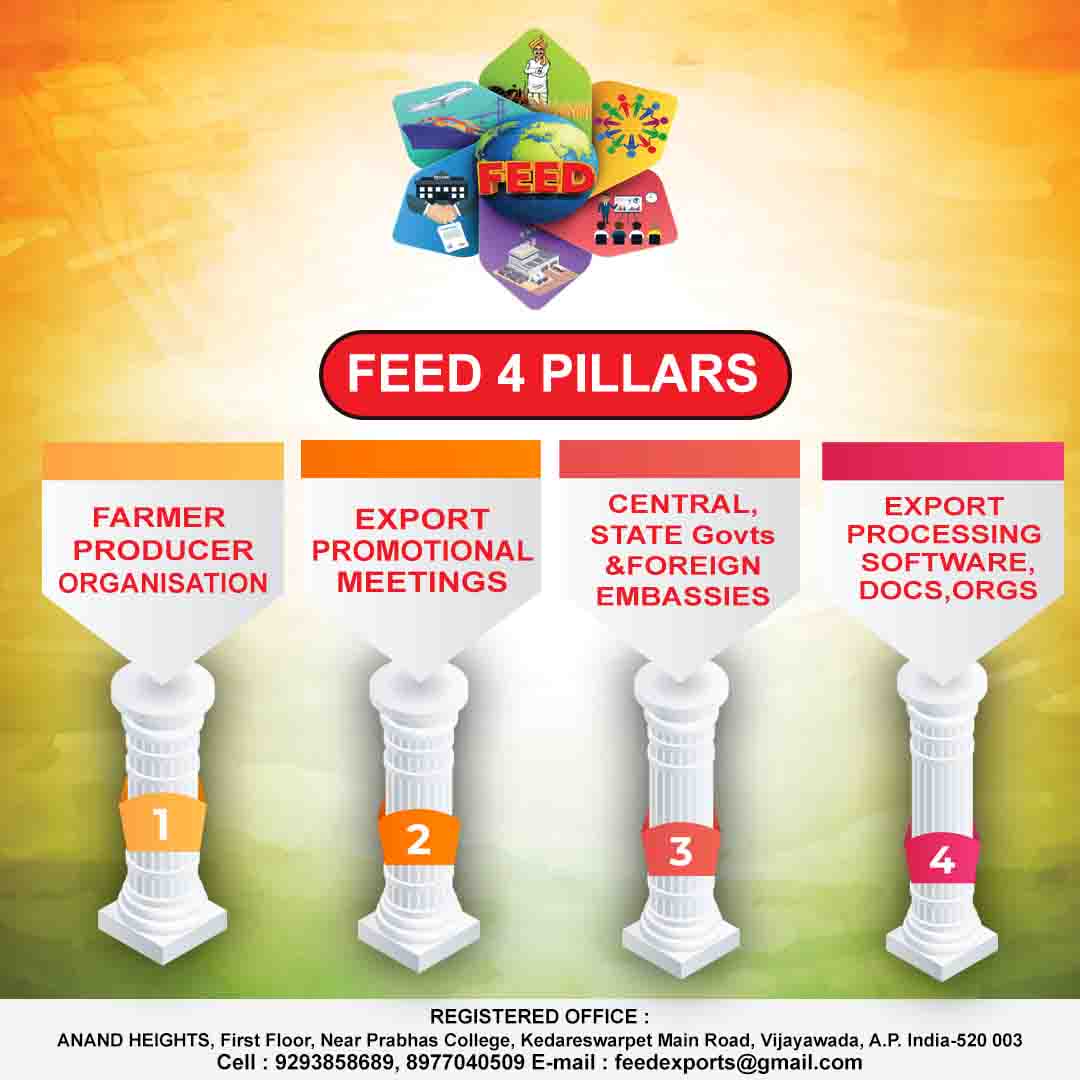 FEED
FEED 4 PILLARS
FARMER
PRODUCER
ORGANISATION
EXPORT
PROMOTIONAL
MEETINGS
CENTRAL,
STATE Govts
&FOREIGN
EMBASSIES
EXPORT
PROCESSING
SOFTWARE,
DOCS,ORGS
1
2
3
4
REGISTERED OFFICE :
ANAND HEIGHTS, First Floor, Near Prabhas College, Kedareswarpet Main Road, Vijayawada, A.P. India-520 003
Cell : 9293858689, 8977040509 E-mail : feedexports@gmail.com